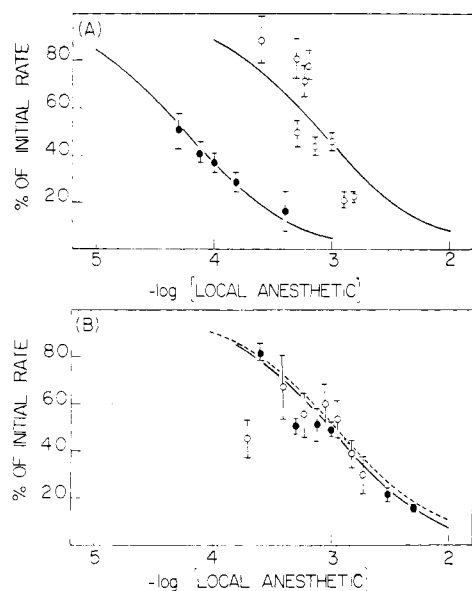 (A)
80
60
40
20
% OF INITIAL RATE
5 4 3 2
-log [LOCAL ANESTHETIC]
(B)
80
60
40
20
% OF INITIAL RATE
5 4 3 2
-log [LOCAL ANESTHETIC]